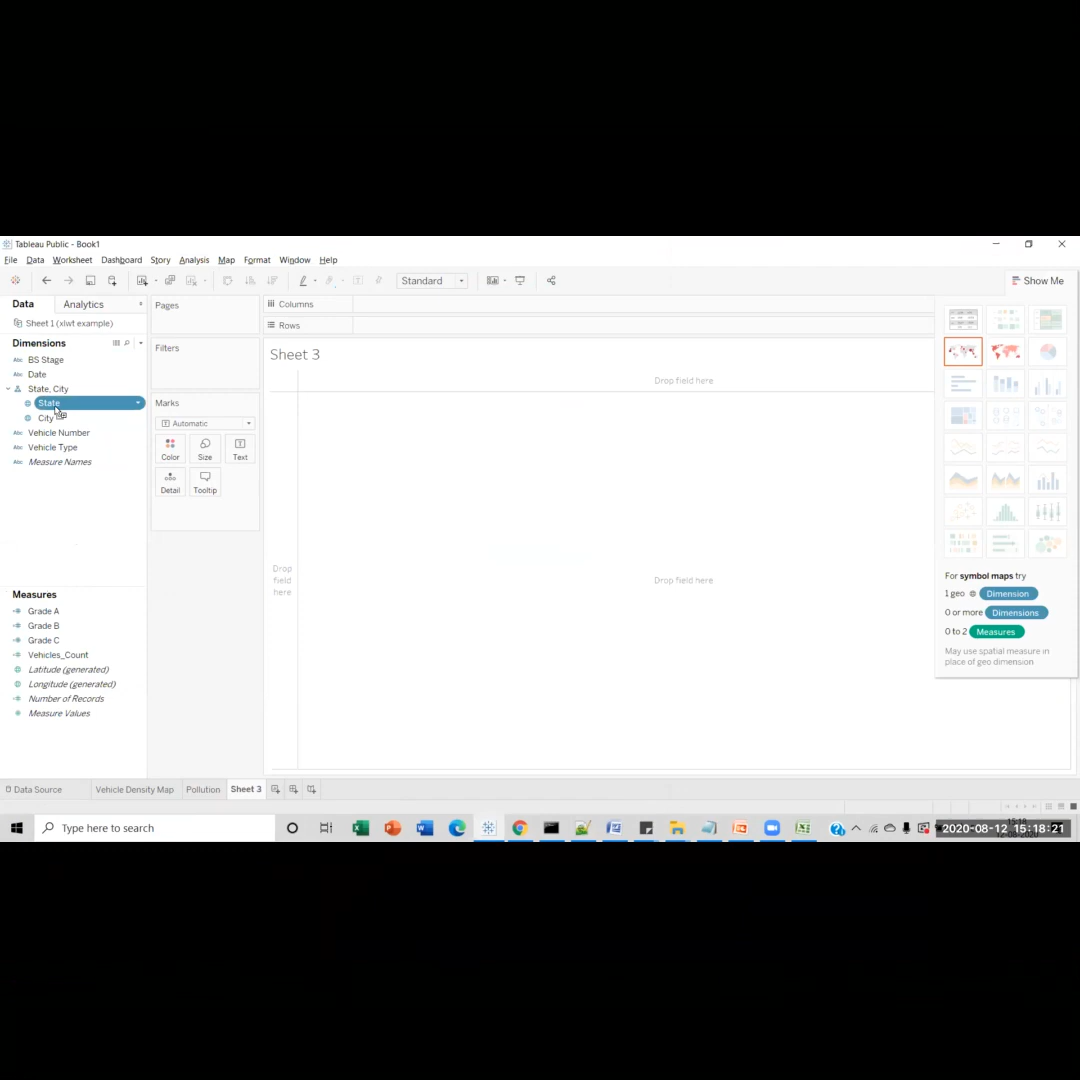 Tableau Public - Book1
File Data Worksheet Dashboard Story Analysis Map Format Window Help
Standard
Show Me
Data Analytics
Pages
Columns
Sheet 1 (xlwt example)
Rows
Dimensions
Filters
Sheet 3
Abc BS Stage
Abc Date
State, City
State
City
Abc Vehicle Number
Abc Vehicle Type
Abc Measure Names
Marks
Automatic
Color Size Text
Detail Tooltip
Drop field here
Drop
field
here
Drop field here
For symbol maps try
1 geo Dimension
0 or more Dimensions
0 to 2 Measures
May use spatial measure in
place of geo dimension
Measures
Grade A
Grade B
Grade C
Vehicles_Count
Latitude (generated)
Longitude (generated)
Number of Records
Measure Values
Data Source Vehicle Density Map Pollution Sheet 3
Type here to search
2020-08-12 15:18:21